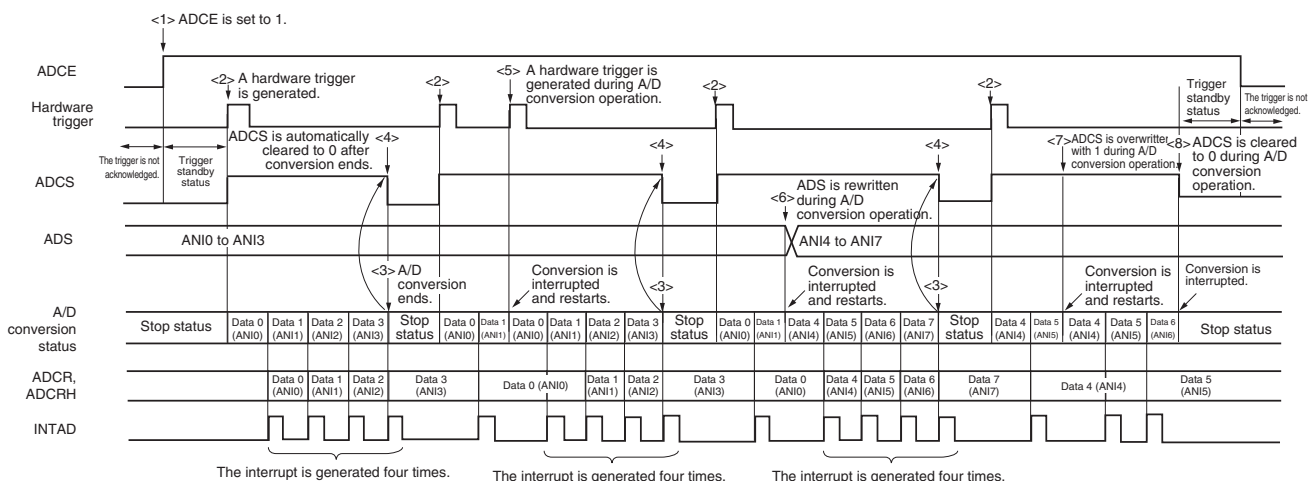 <1> ADCE is set to 1.
ADCE
<2> A hardware trigger
is generated.
<2>
<5> A hardware trigger is
generated during A/D
conversion operation.
<2>
<2>
Trigger
standby
status
The trigger is not
acknowledged.
Hardware
trigger
The trigger is not
acknowledged.
Trigger
standby
status
ADCS is automatically
cleared to 0 after
conversion ends.
<4>
<4>
<4>
<7> ADCS is overwritter
with 1 during A/D
conversion operation.
<8> ADCS is cleared
to 0 during A/D
conversion
operation.
ADCS
<6> ADS is rewritten
during A/D
conversion operation.
ADS
ANI0 to ANI3
ANI4 to ANI7
<3> A/D
conversion
ends.
Conversion is
interrupted
and restarts.
<3>
Conversion is
interrupted
and restarts.
<3>
Conversion is
interrupted
and restarts.
Conversion is
interrupted.
A/D
conversion
status
Stop status
Data 0
(ANI0)
Data 1
(ANI1)
Data 2
(ANI2)
Data 3
(ANI3)
Stop
status
Data 0
(ANI0)
Data 1
(ANI1)
Data 0
(ANI0)
Data 1
(ANI1)
Data 2
(ANI2)
Data 3
(ANI3)
Stop
status
Data 0
(ANI0)
Data 1
(ANI1)
Data 4
(ANI4)
Data 5
(ANI5)
Data 6
(ANI6)
Data 7
(ANI7)
Stop
status
Data 4
(ANI4)
Data 5
(ANI5)
Data 4
(ANI4)
Data 5
(ANI5)
Data 6
(ANI6)
Stop status
ADCR,
ADCRH
Data 0
(ANI0)
Data 1
(ANI1)
Data 2
(ANI2)
Data 3
(ANI3)
Data 0 (ANI0)
Data 1
(ANI1)
Data 2
(ANI2)
Data 3
(ANI3)
Data 0
(ANI0)
Data 4
(ANI4)
Data 5
(ANI5)
Data 6
(ANI6)
Data 7
(ANI7)
Data 4 (ANI4)
Data 5
(ANI5)
INTAD
The interrupt is generated four times.
The interrupt is generated four times.
The interrupt is generated four times.